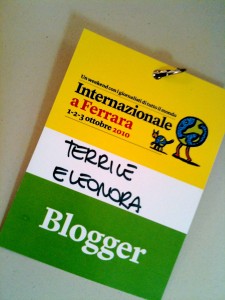 Un weekend con i giornalisti di tutto il mondo
Internazionale
a Ferrara
1-2-3 ottobre 2010
TERRILE
ELEONORA
Blogger